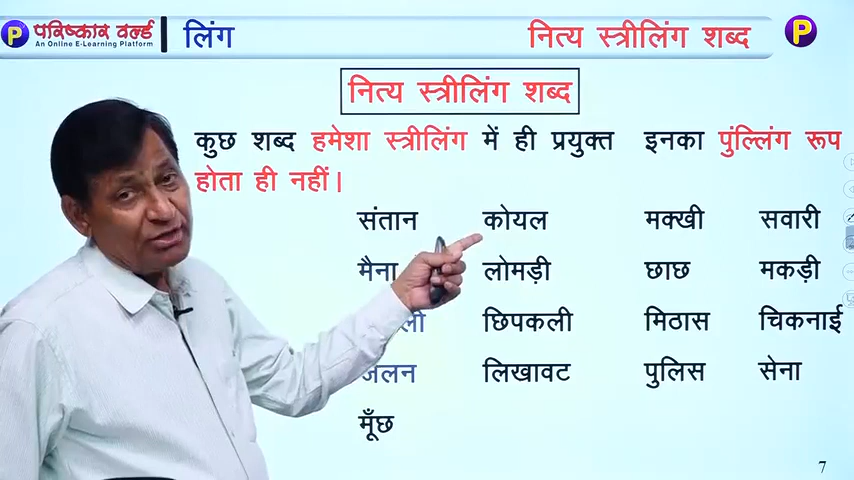 परिष्कार वर्ल्ड
An Online E-Learning Platform
लिंग
नित्य स्त्रीलिंग शब्द
नित्य स्त्रीलिंग शब्द
कुछ शब्द हमेशा स्त्रीलिंग में ही प्रयुक्त इनका पुंल्लिंग रूप
होता ही नहीं।
संतान कोयल मक्खी सवारी
मैना लोमड़ी छाछ मकड़ी
छिपकली मिठास चिकनाई
जलन लिखावट पुलिस सेना
मूँछ
7